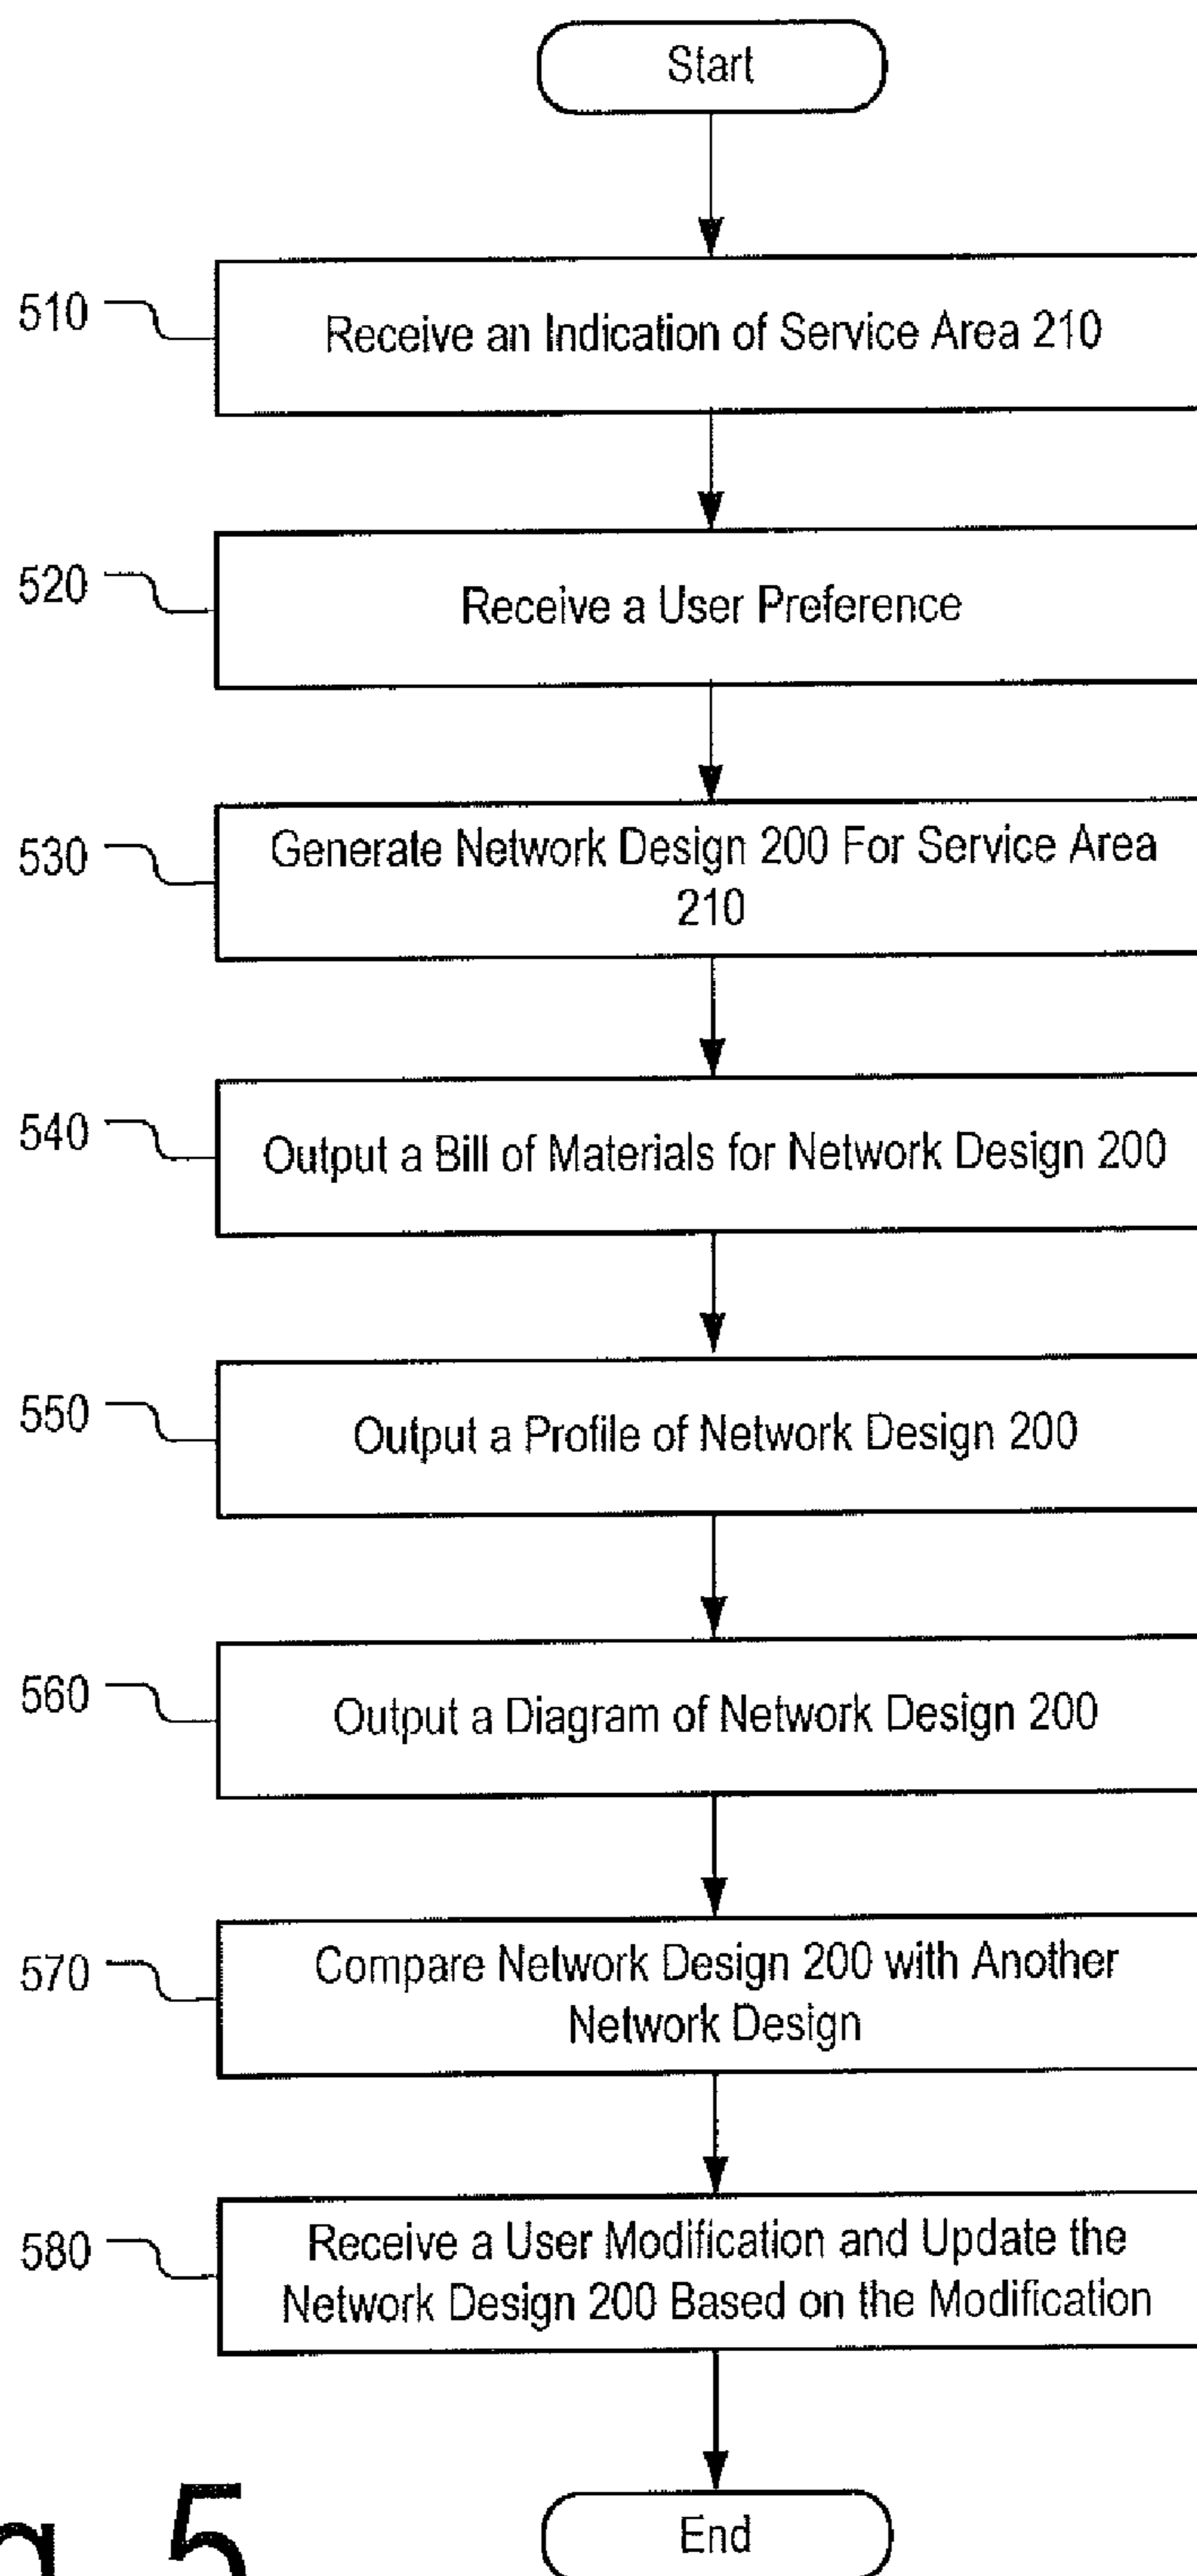 Start
510
Receive an Indication of Service Area 210
520
Receive a User Preference
530
Generate Network Design 200 For Service Area
210
540
Output a Bill of Materials for Network Design 200
550
Output a Profile of Network Design 200
560
Output a Diagram of Network Design 200
570
Compare Network Design 200 with Another
Network Design
580
Receive a User Modification and Update the
Network Design 200 Based on the Modification
End
5